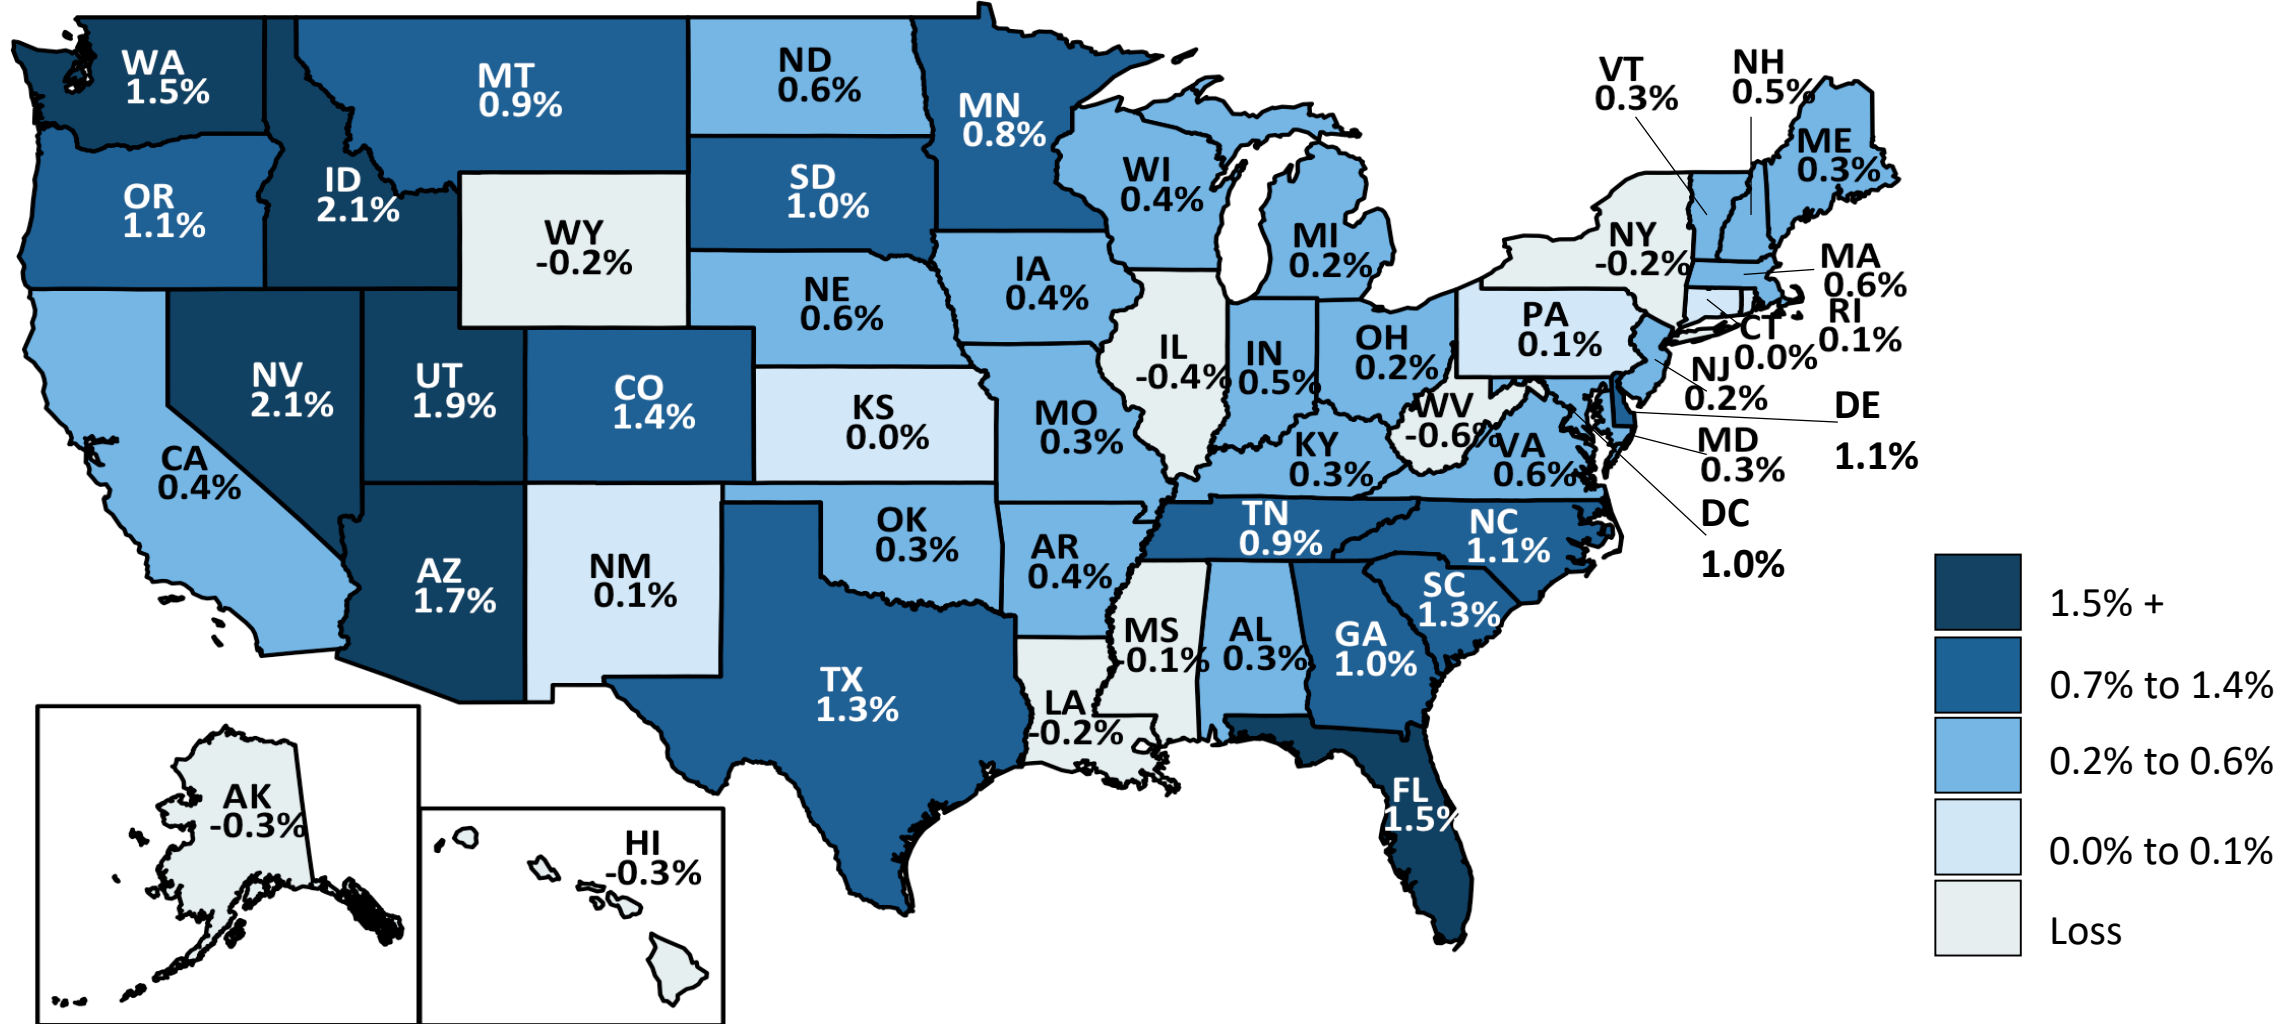 WA
1.5%
MT
0.9%
ND
0.6%
MN
0.8%
VT
0.3%
NH
0.5%
ME
0.3%
OR
1.1%
ID
2.1%
WY
-0.2%
SD
1.0%
WI
0.4%
MI
0.2%
NY
-0.2%
MA
0.6%
RI
0.1%
CT
0.0%
NE
0.6%
IA
0.4%
IL
-0.4%
IN
0.5%
OH
0.2%
PA
0.1%
NJ
0.2%
DE
1.1%
NV
2.1%
UT
1.9%
CO
1.4%
KS
0.0%
MO
0.3%
KY
0.3%
WV
-0.6%
VA
0.6%
MD
0.3%
DC
1.0%
CA
0.4%
AZ
1.7%
NM
0.1%
OK
0.3%
AR
0.4%
TN
0.9%
NC
1.1%
SC
1.3%
TX
1.3%
LA
-0.2%
MS
-0.1%
AL
0.3%
GA
1.0%
FL
1.5%
AK
-0.3%
HI
-0.3%
1.5% +
0.7% to 1.4%
0.2% to 0.6%
0.0% to 0.1%
Loss